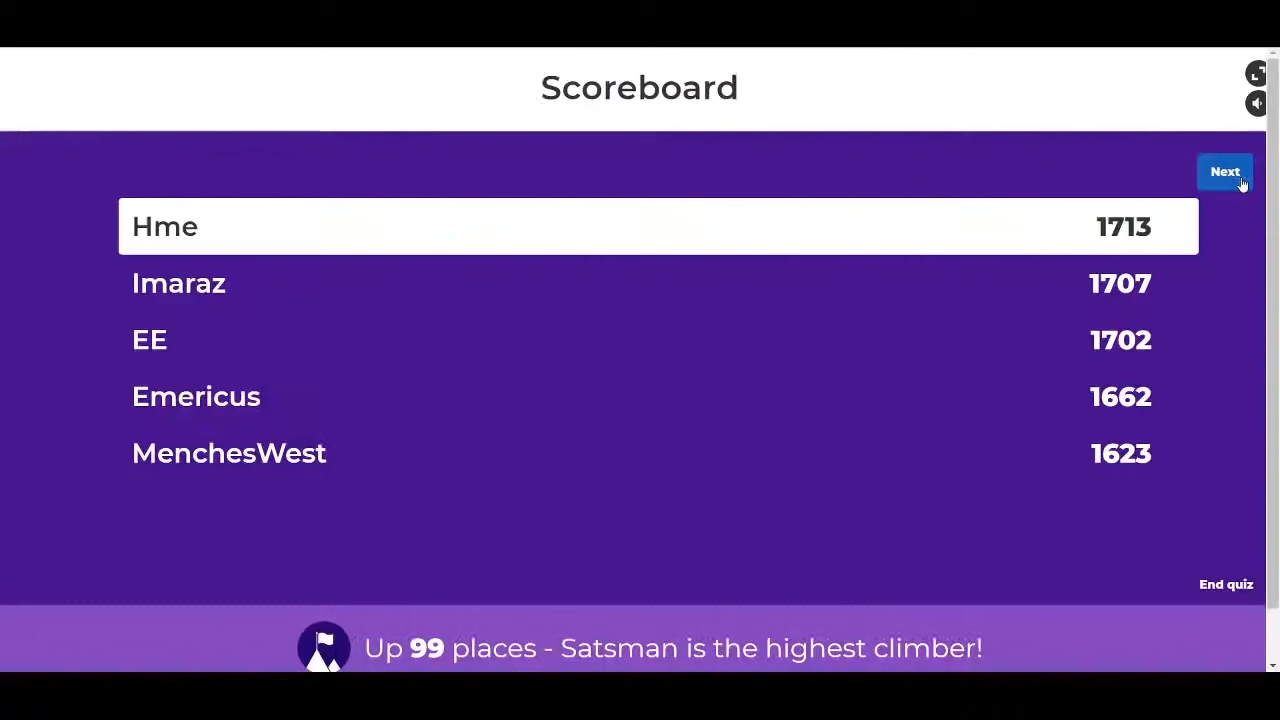 Scoreboard
Next
Hme 1713
Imaraz 1707
EE 1702
Emericus 1662
MenchesWest 1623
End quiz
Up 99 places - Satsman is the highest climber!